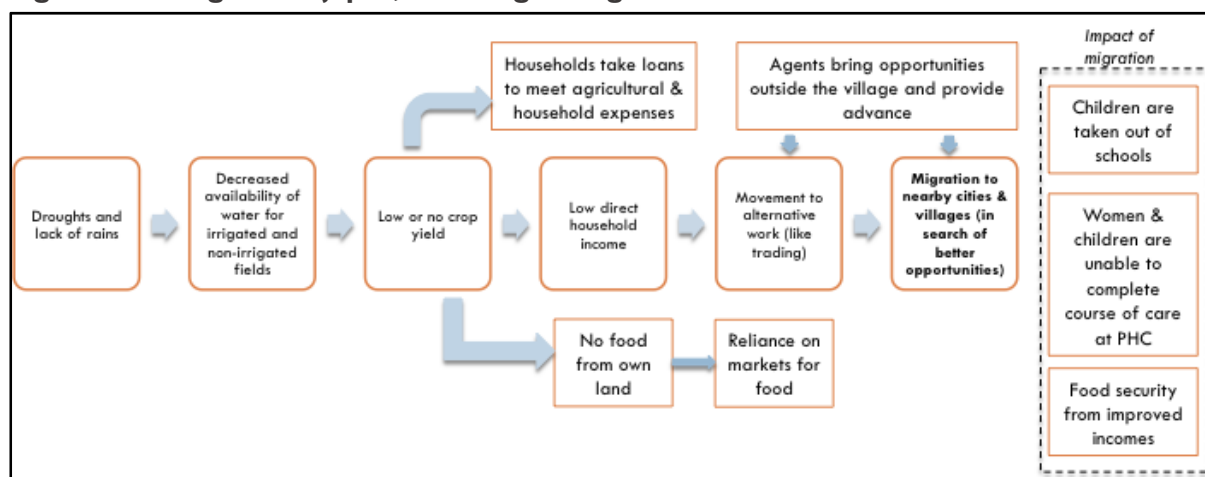 Impact of
migration
Households take loans
to meet agricultural &
household expenses
Agents bring opportunities
outside the village and provide
advance
Children are
taken out of
schools
Droughts and
lack of rains
Decreased
availability of
water for
irrigated and
non-irrigated
fields
Low or no crop
yield
Low direct
household
income
Movement to
alternative
work (like
trading)
Migration to
nearby cities &
villages (in
search of
better
opportunities)
Women &
children are
unable to
complete
course of care
at PHC
No food
from own
land
Reliance on
markets for
food
Food security
from improved
incomes